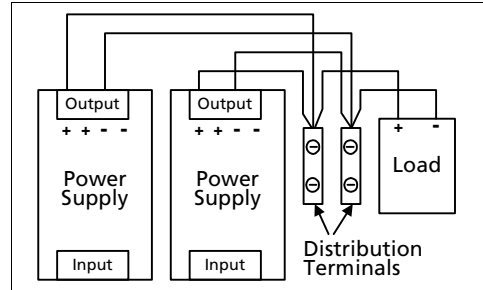 Output
+ + - -
Power
Supply
Input
Output
+ + - -
Power
Supply
Input
+ -
Load
Distribution
Terminals